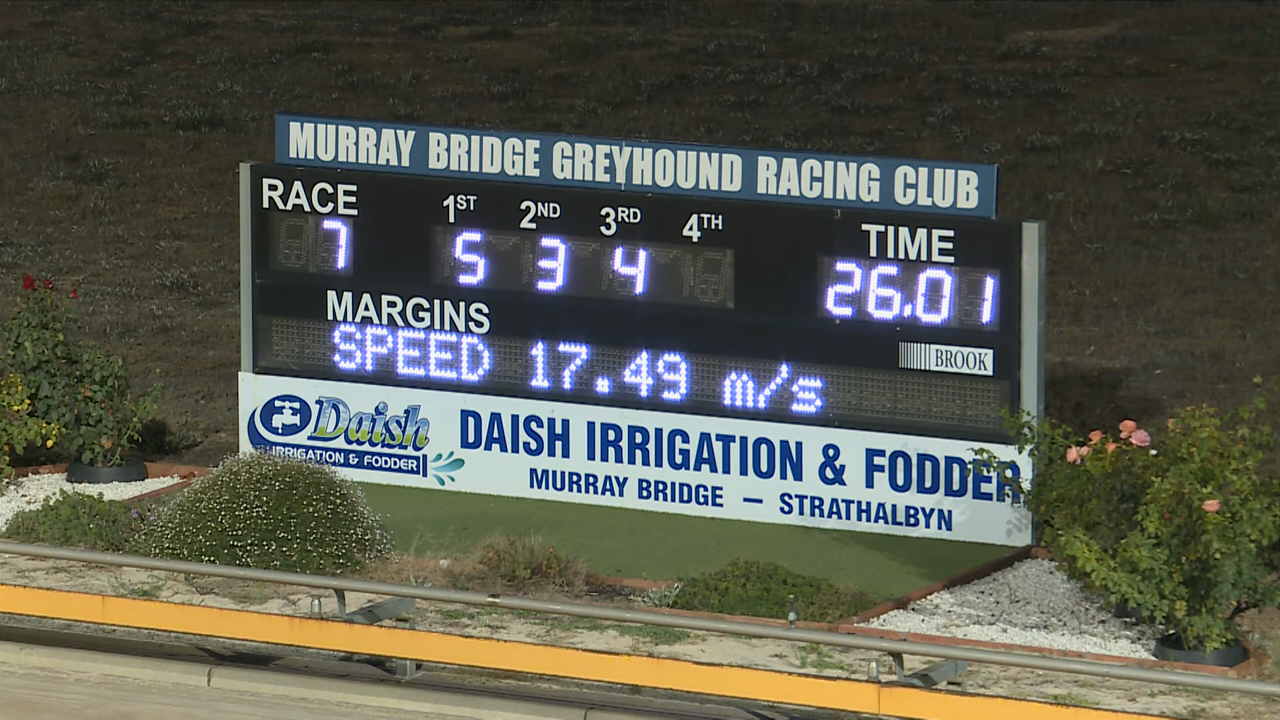 MURRAY BRIDGE GREYHOUND RACING CLUB
RACE 1ST 2ND 3RD 4TH TIME
7 5 3 4 26.01
MARGINS
SPEED 17.49 m/s
BROOK
Daish
IRRIGATION & FODDER
DAISH IRRIGATION & FODDER
MURRAY BRIDGE — STRATHALBYN